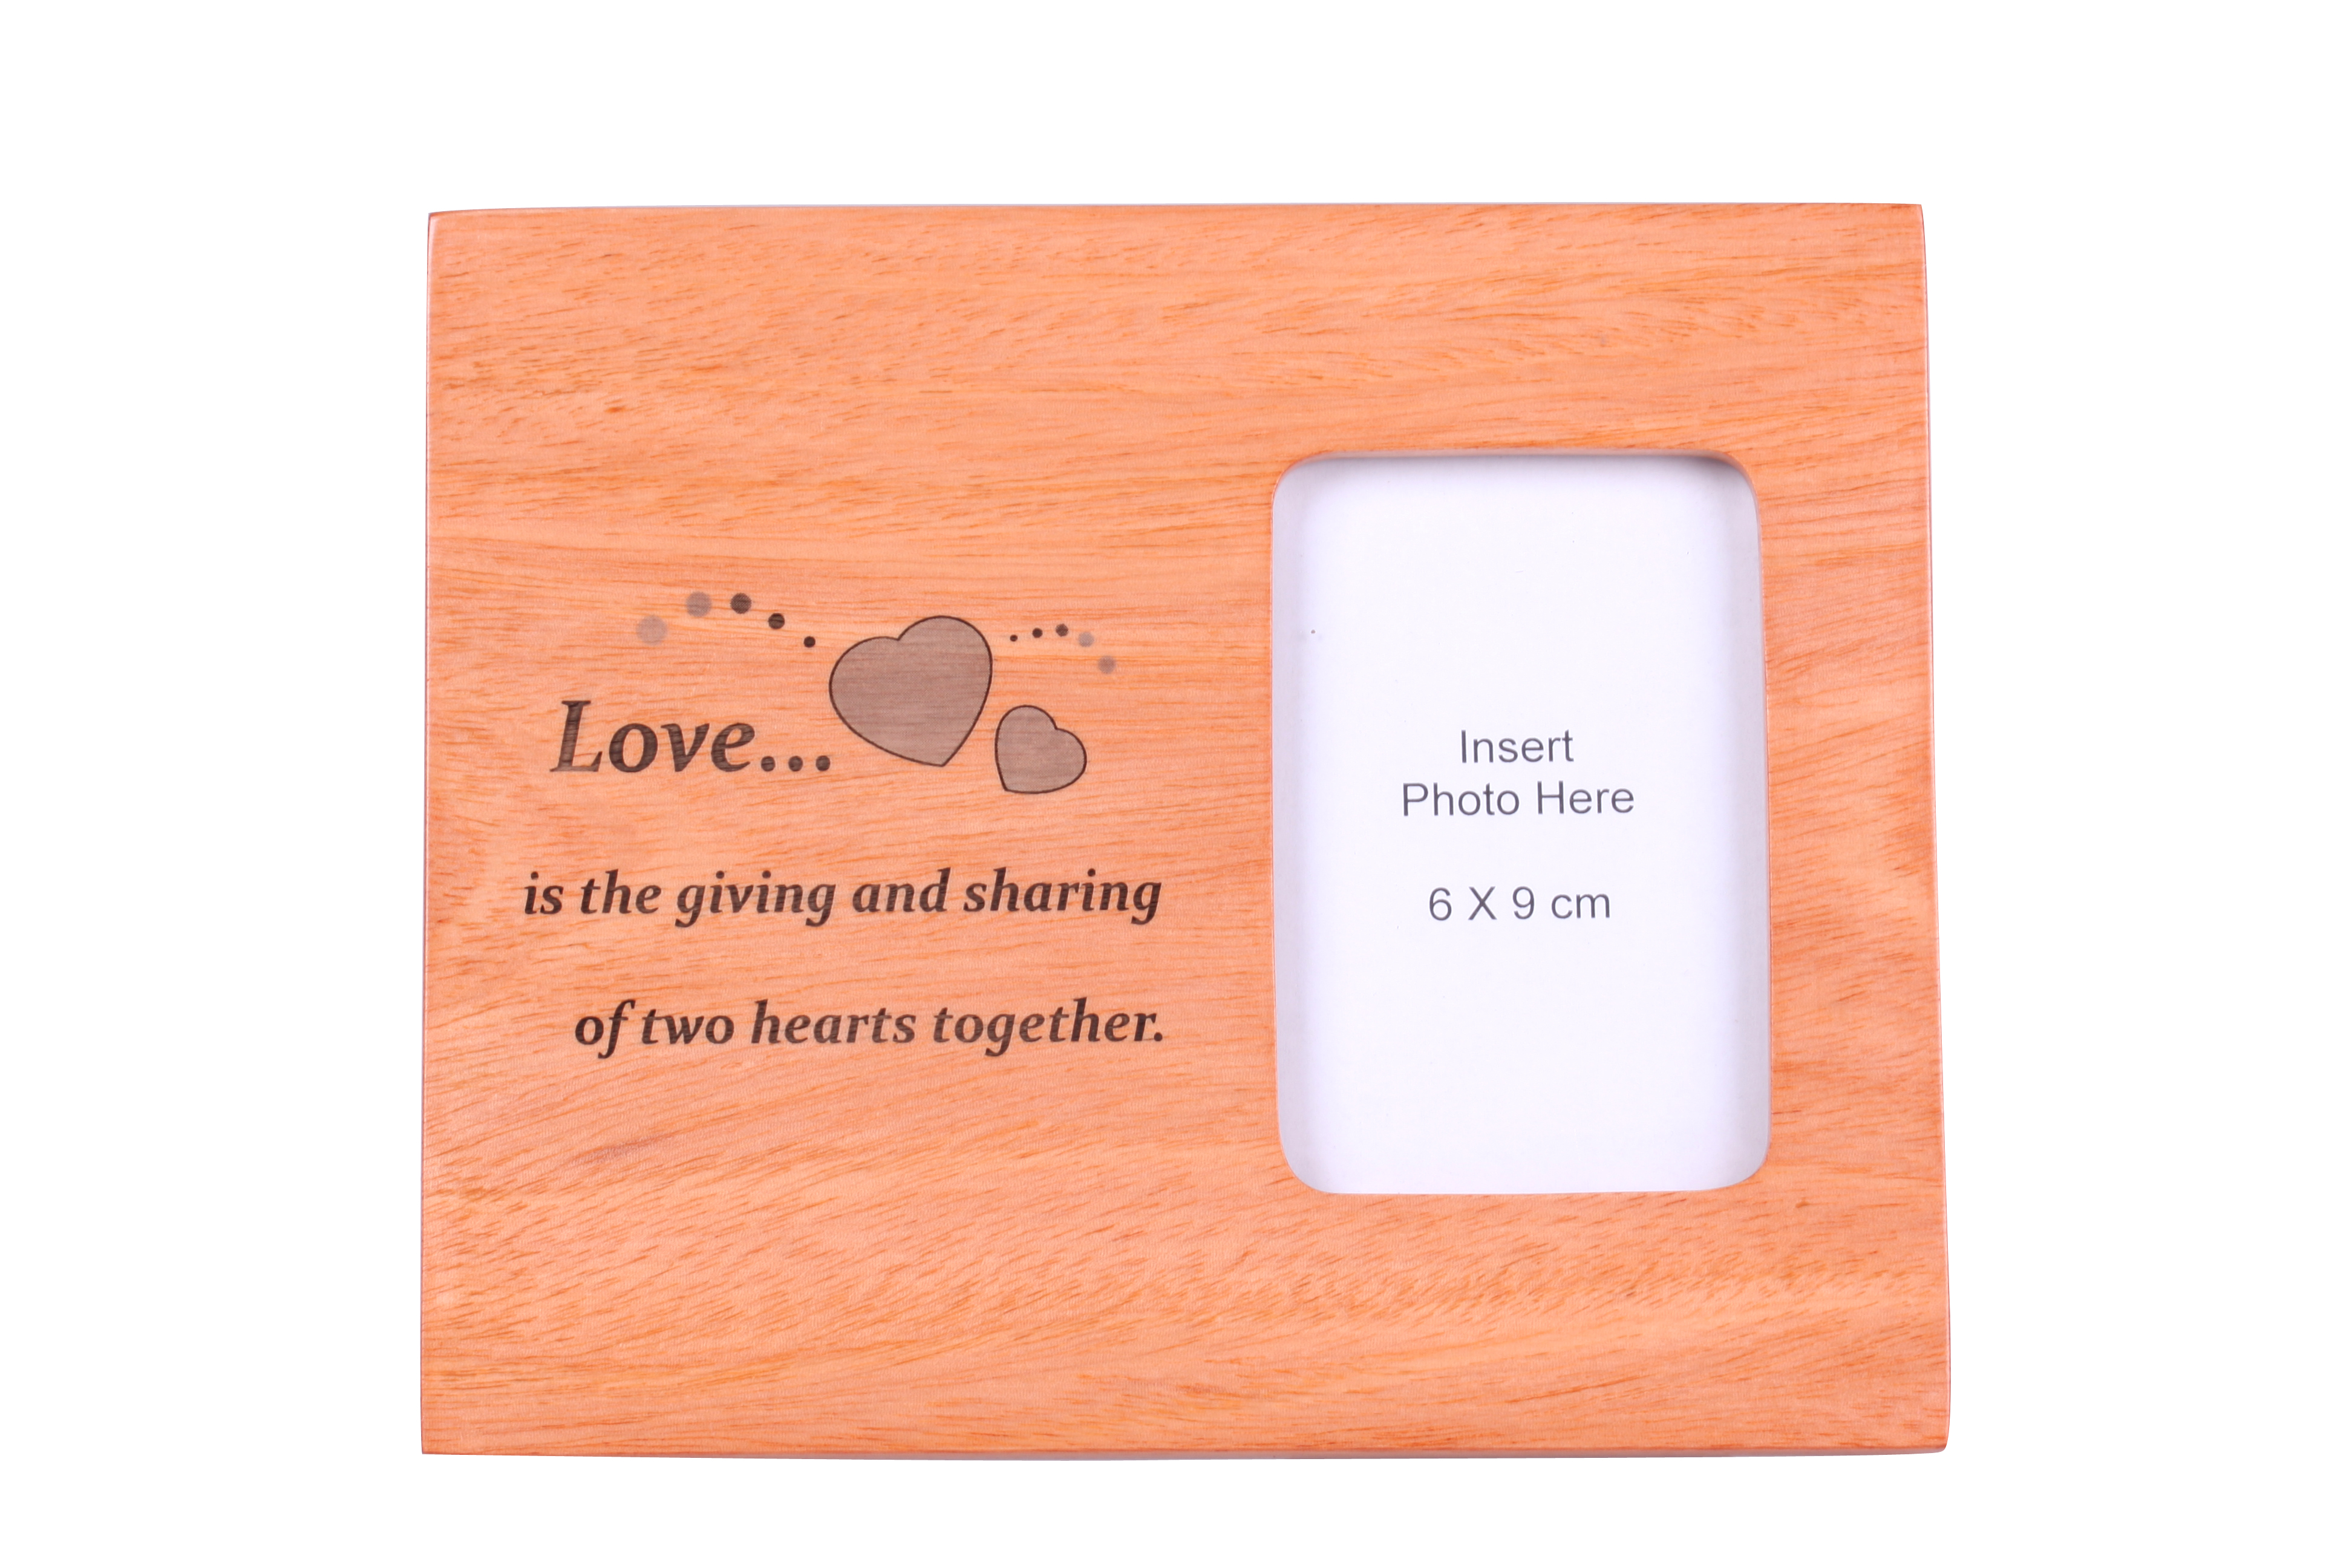 Love...
is the giving and sharing
of two hearts together.
Insert
Photo Here
6 X 9 cm